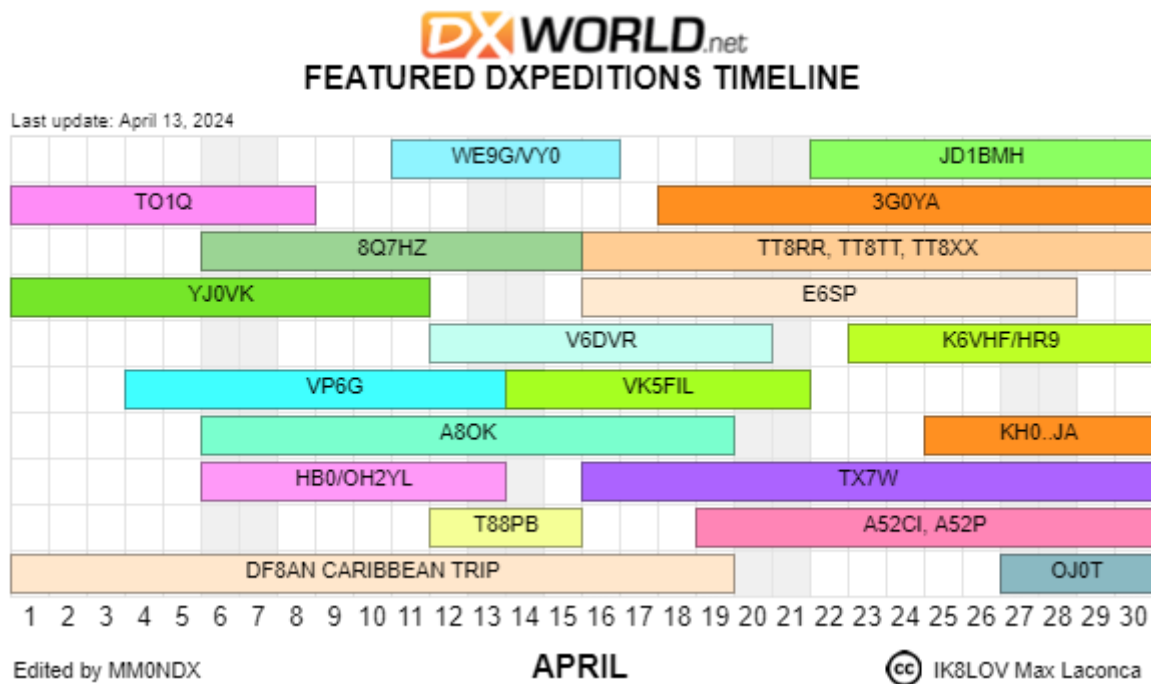 DX WORLD.net
FEATURED DXPEDITIONS TIMELINE
Last update: April 13, 2024
WE9G/VY0 JD1BMH
TO1Q 3G0YA
8Q7HZ TT8RR, TT8TT, TT8XX
YJ0VK E6SP
V6DVR K6VHF/HR9
VP6G VK5FIL
A8OK KH0..JA
HB0/OH2YL TX7W
T88PB A52CI, A52P
DF8AN CARIBBEAN TRIP OJ0T
1 2 3 4 5 6 7 8 9 10 11 12 13 14 15 16 17 18 19 20 21 22 23 24 25 26 27 28 29 30
Edited by MM0NDX APRIL cc IK8LOV Max Laconca